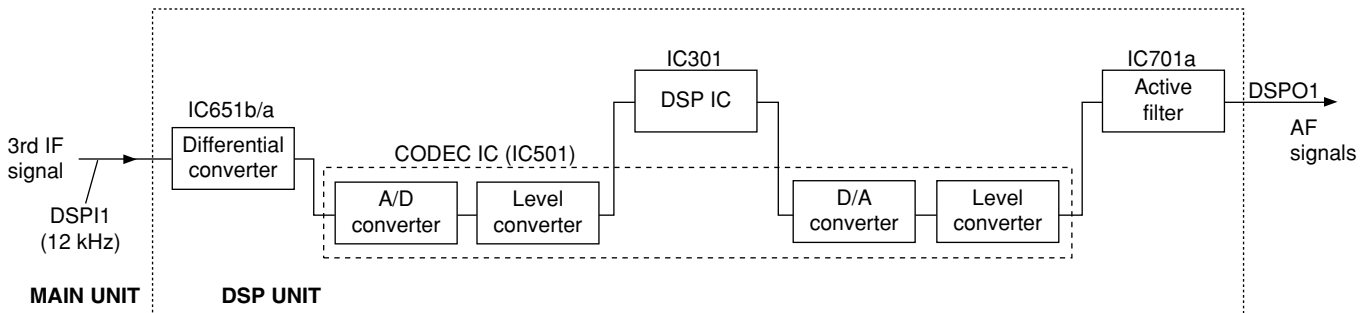 3rd IF
signal
DSPI1
(12 kHz)
MAIN UNIT
DSP UNIT
IC651b/a
Differential
converter
CODEC IC (IC501)
A/D
converter
Level
converter
IC301
DSP IC
D/A
converter
Level
converter
IC701a
Active
filter
DSPO1
AF
signals